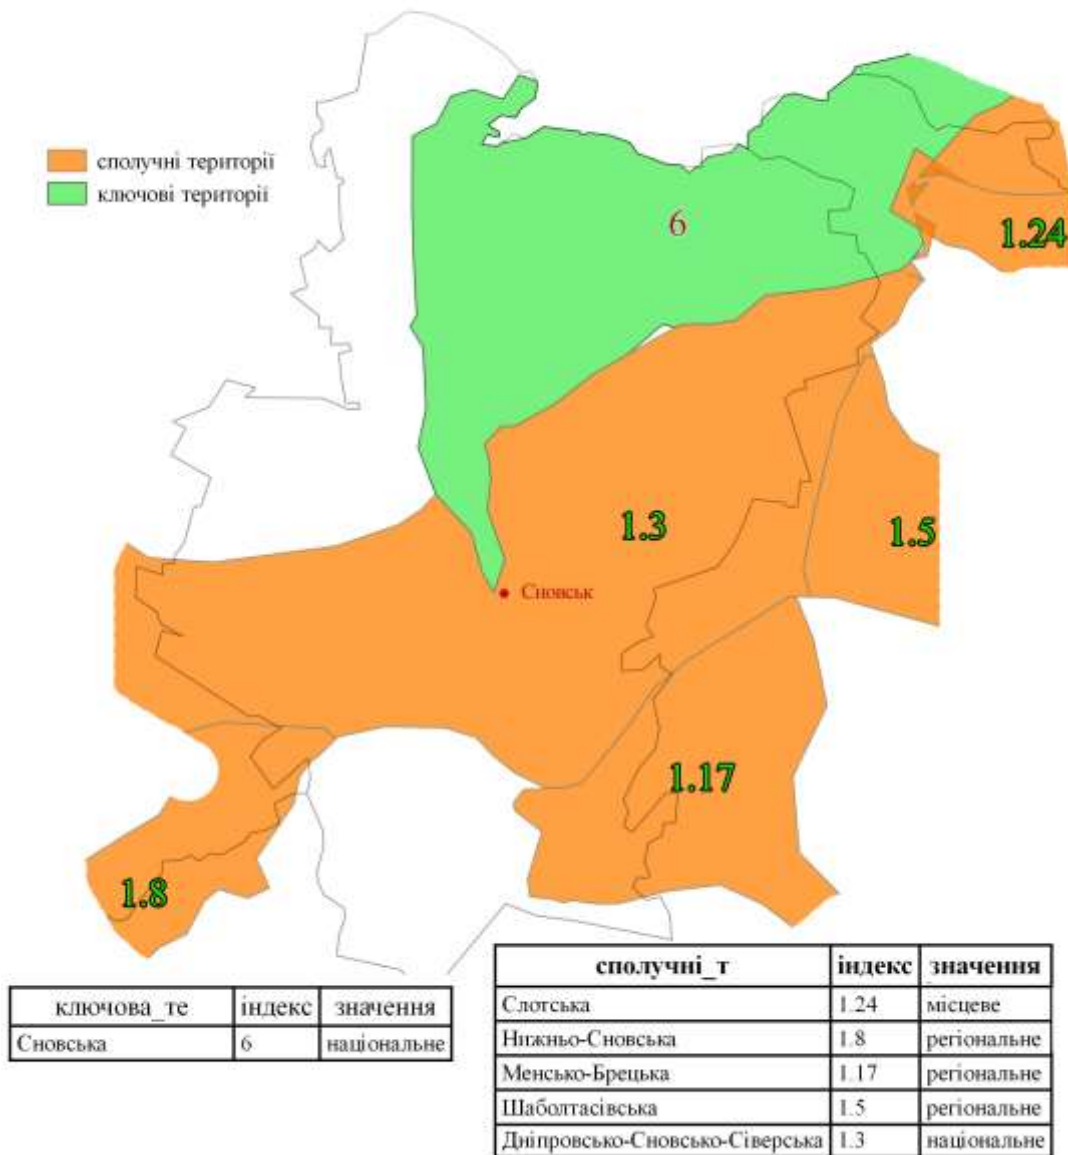 сполучні території
ключові території
6
1.24
1.3
1.5
Сновськ
1.17
1.8
ключова_те індекс значення
Сновська 6 національне
сполучні_т індекс значення
Слотська 1.24 місцеве
Нижньо-Сновська 1.8 регіональне
Менсько-Брецька 1.17 регіональне
Шаболтасівська 1.5 регіональне
Дніпровсько-Сновсько-Сіверська 1.3 національне